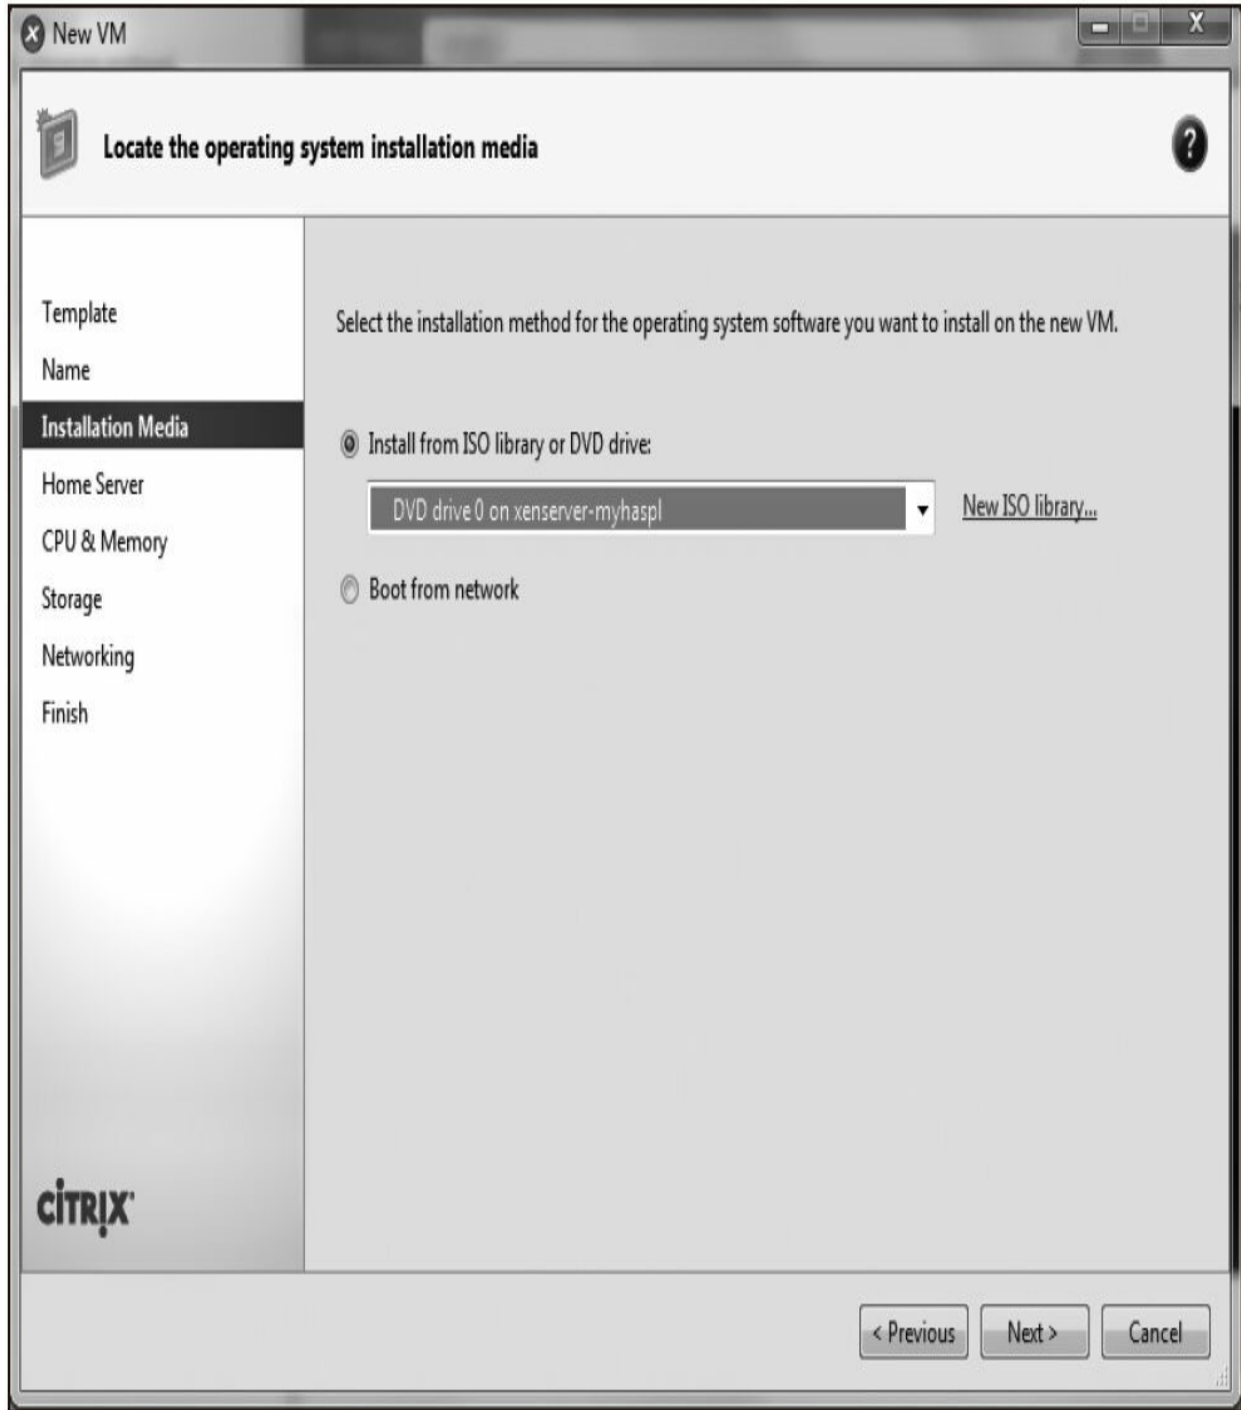 New VM
X
Locate the operating system installation media
?
Template
Name
Installation Media
Home Server
CPU & Memory
Storage
Networking
Finish
Select the installation method for the operating system software you want to install on the new VM.
Install from ISO library or DVD drive:
DVD drive 0 on xenserver-myhaspl
New ISO library...
Boot from network
CITRIX
< Previous
Next >
Cancel